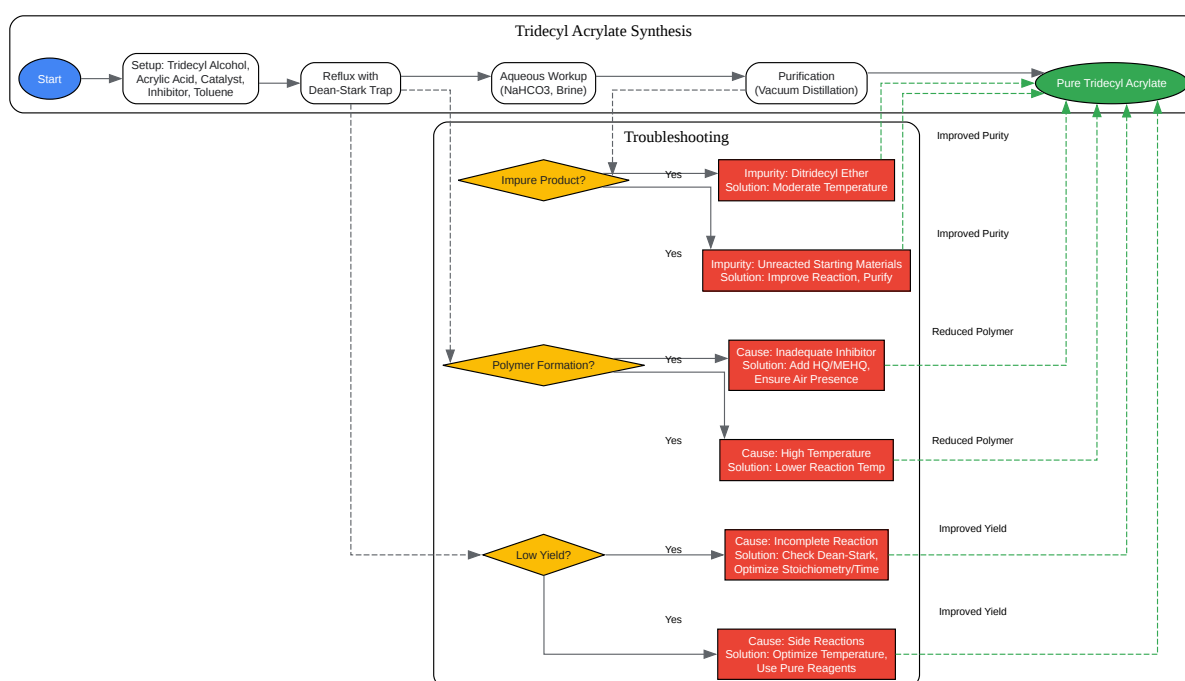 Tridecyl Acrylate Synthesis
Start
Setup: Tridecyl Alcohol,
Acrylic Acid, Catalyst,
Inhibitor, Toluene
Reflux with
Dean-Stark Trap
Aqueous Workup
(NaHCO3, Brine)
Purification
(Vacuum Distillation)
Pure Tridecyl Acrylate
Troubleshooting
Impure Product?
Yes
Impurity: Ditridecyl Ether
Solution: Moderate Temperature
Improved Purity
Yes
Impurity: Unreacted Starting Materials
Solution: Improve Reaction, Purify
Improved Purity
Polymer Formation?
Yes
Cause: Inadequate Inhibitor
Solution: Add HQ/MEHQ,
Ensure Air Presence
Reduced Polymer
Yes
Cause: High Temperature
Solution: Lower Reaction Temp
Reduced Polymer
Low Yield?
Yes
Cause: Incomplete Reaction
Solution: Check Dean-Stark,
Optimize Stoichiometry/Time
Improved Yield
Yes
Cause: Side Reactions
Solution: Optimize Temperature,
Use Pure Reagents
Improved Yield